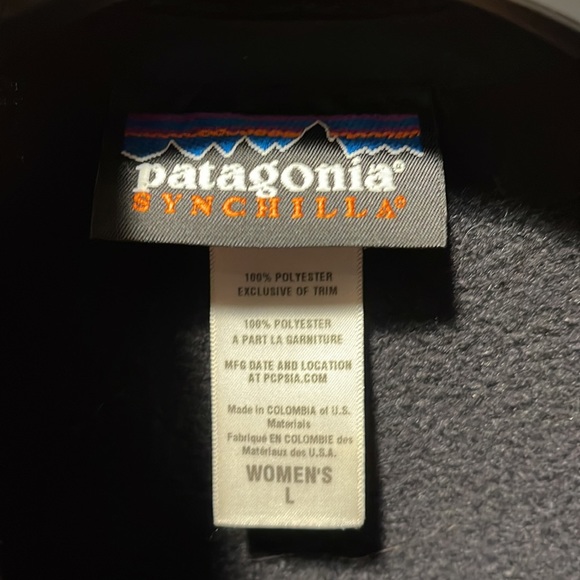 patagonia®
SYNCHILLA®
100% POLYESTER
EXCLUSIVE OF TRIM
100% POLYESTER
A PART LA GARNITURE
MFG DATE AND LOCATION
AT PCPSIA.COM
Made in COLOMBIA of U.S.
Materials
Fabriqué EN COLOMBIE des
Matériaux des U.S.A.
WOMEN'S
L